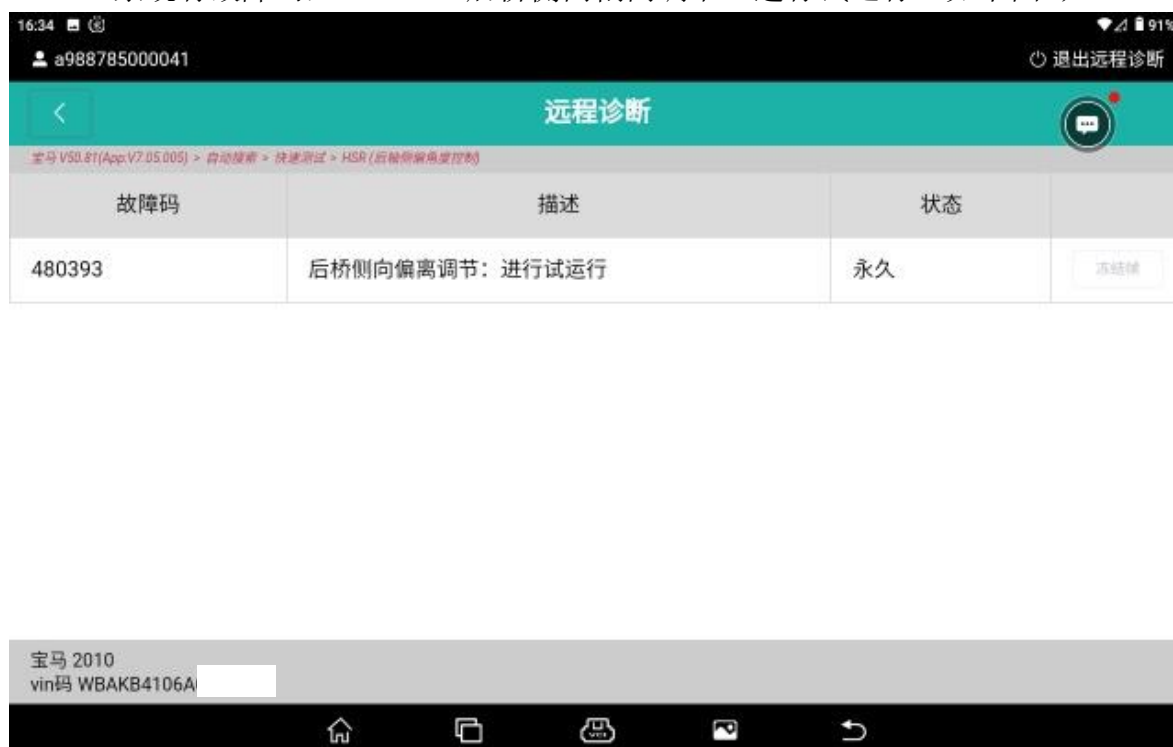 16:34
91%
a988785000041
退出远程诊断
远程诊断
宝马 V50.81(App:V7.05.005) > 自动搜索 > 快速测试 > HSR (后轴侧偏角度控制)
故障码 描述 状态
480393 后桥侧向偏离调节：进行试运行 永久 冻结帧
宝马 2010
vin码 WBAKB4106A
VCI